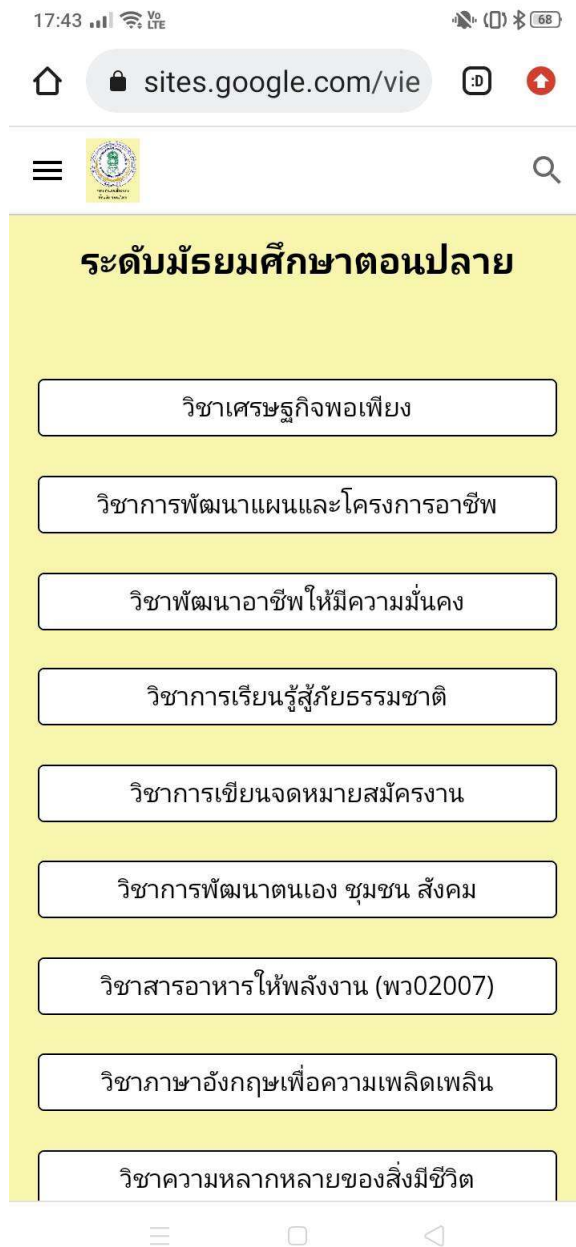 17:43
Vo
LTE
68
sites.google.com/vie
:D
ระดับมัธยมศึกษาตอนปลาย
วิชาเศรษฐกิจพอเพียง
วิชาการพัฒนาแผนและโครงการอาชีพ
วิชาพัฒนาอาชีพให้มีความมั่นคง
วิชาการเรียนรู้สู้ภัยธรรมชาติ
วิชาการเขียนจดหมายสมัครงาน
วิชาการพัฒนาตนเอง ชุมชน สังคม
วิชาสารอาหารให้พลังงาน (พว02007)
วิชาภาษาอังกฤษเพื่อความเพลิดเพลิน
วิชาความหลากหลายของสิ่งมีชีวิต